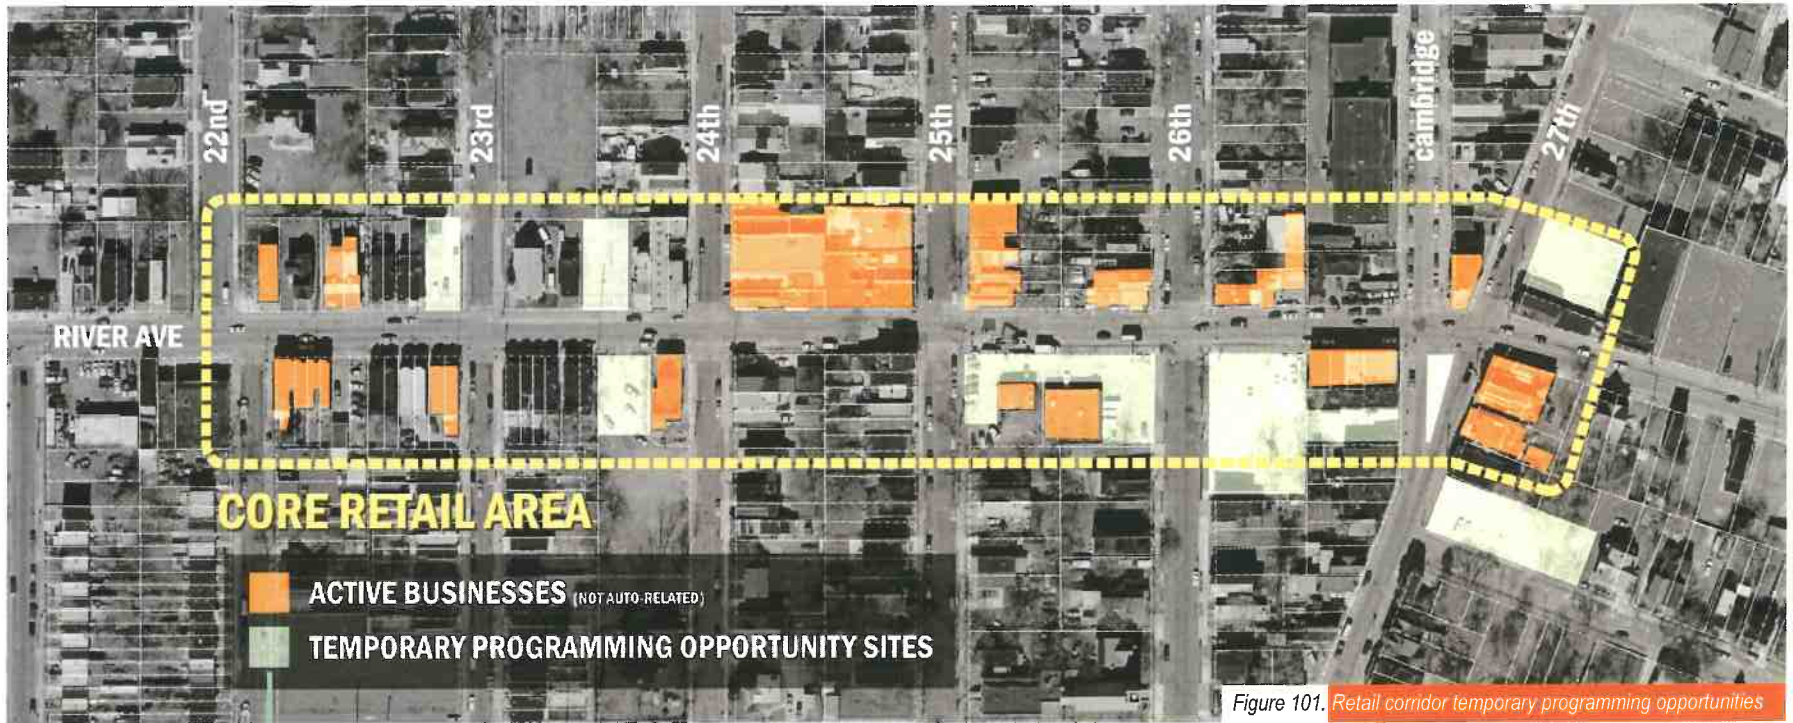 22nd
23rd
24th
25th
26th
cambridge
27th
RIVER AVE
CORE RETAIL AREA
ACTIVE BUSINESSES (NOT AUTO-RELATED)
TEMPORARY PROGRAMMING OPPORTUNITY SITES
Figure 101. Retail corridor temporary programming opportunities